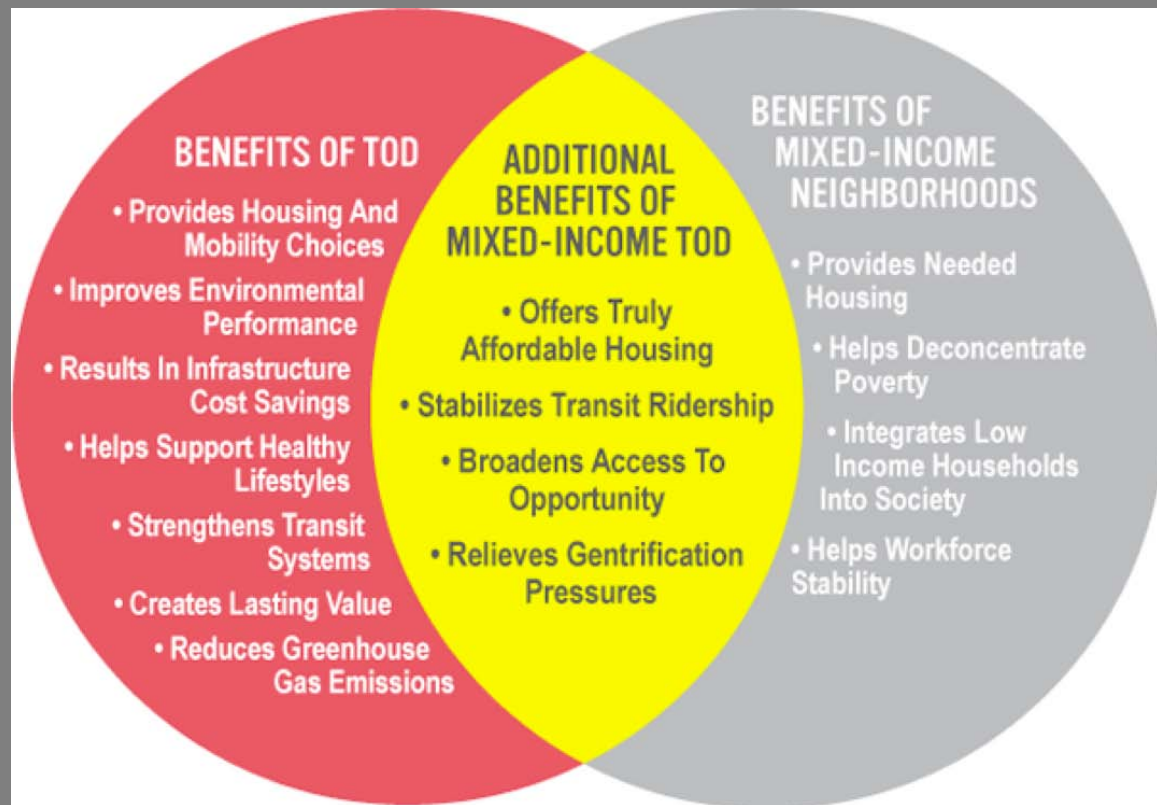 BENEFITS OF TOD
• Provides Housing And
Mobility Choices
• Improves Environmental
Performance
• Results In Infrastructure
Cost Savings
• Helps Support Healthy
Lifestyles
• Strengthens Transit
Systems
• Creates Lasting Value
• Reduces Greenhouse
Gas Emissions
ADDITIONAL
BENEFITS OF
MIXED-INCOME TOD
• Offers Truly
Affordable Housing
• Stabilizes Transit Ridership
• Broadens Access To
Opportunity
• Relieves Gentrification
Pressures
BENEFITS OF
MIXED-INCOME
NEIGHBORHOODS
• Provides Needed
Housing
• Helps Deconcentrate
Poverty
• Integrates Low
Income Households
Into Society
• Helps Workforce
Stability